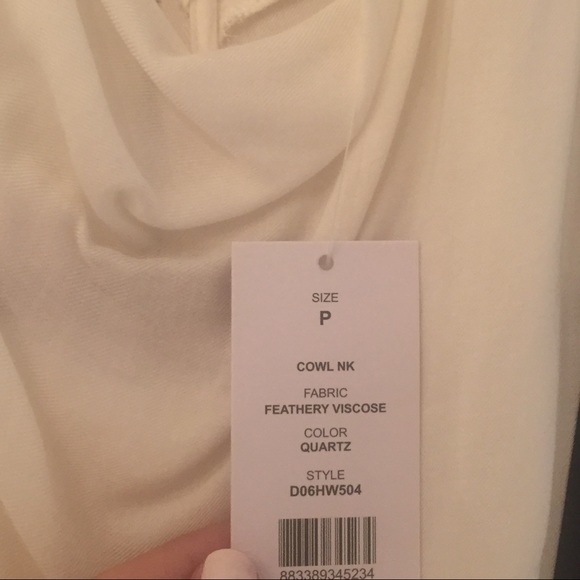 SIZE
P
COWL NK
FABRIC
FEATHERY VISCOSE
COLOR
QUARTZ
STYLE
D06HW504
883389345234